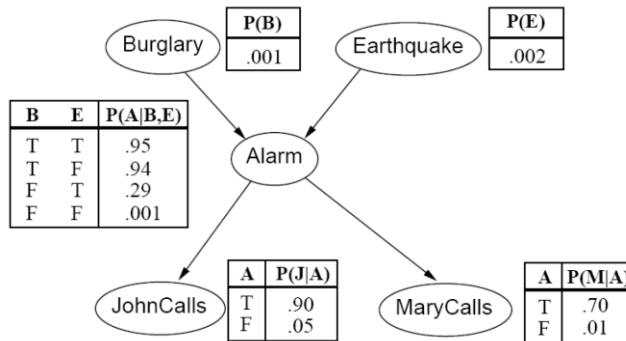 Burglary
P(B)
.001
Earthquake
P(E)
.002
B E P(A|B,E)
T T .95
T F .94
F T .29
F F .001
Alarm
JohnCalls
A P(J|A)
T .90
F .05
MaryCalls
A P(M|A)
T .70
F .01